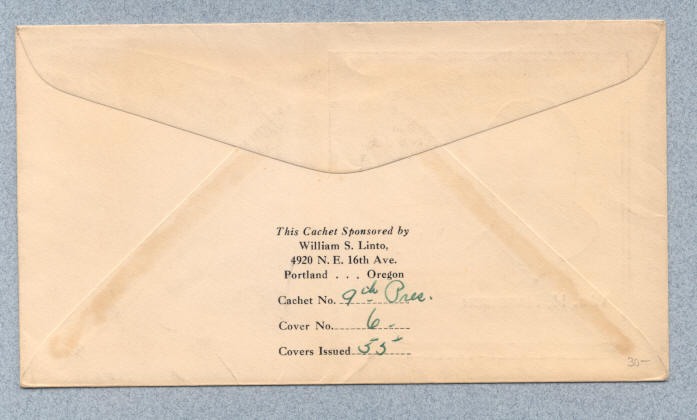 This Cachet Sponsored by
William S. Linto,
4920 N. E. 16th Ave.
Portland . . . Oregon
Cachet No. 9th Pres.
Cover No. 6 -
Covers Issued 55
30-